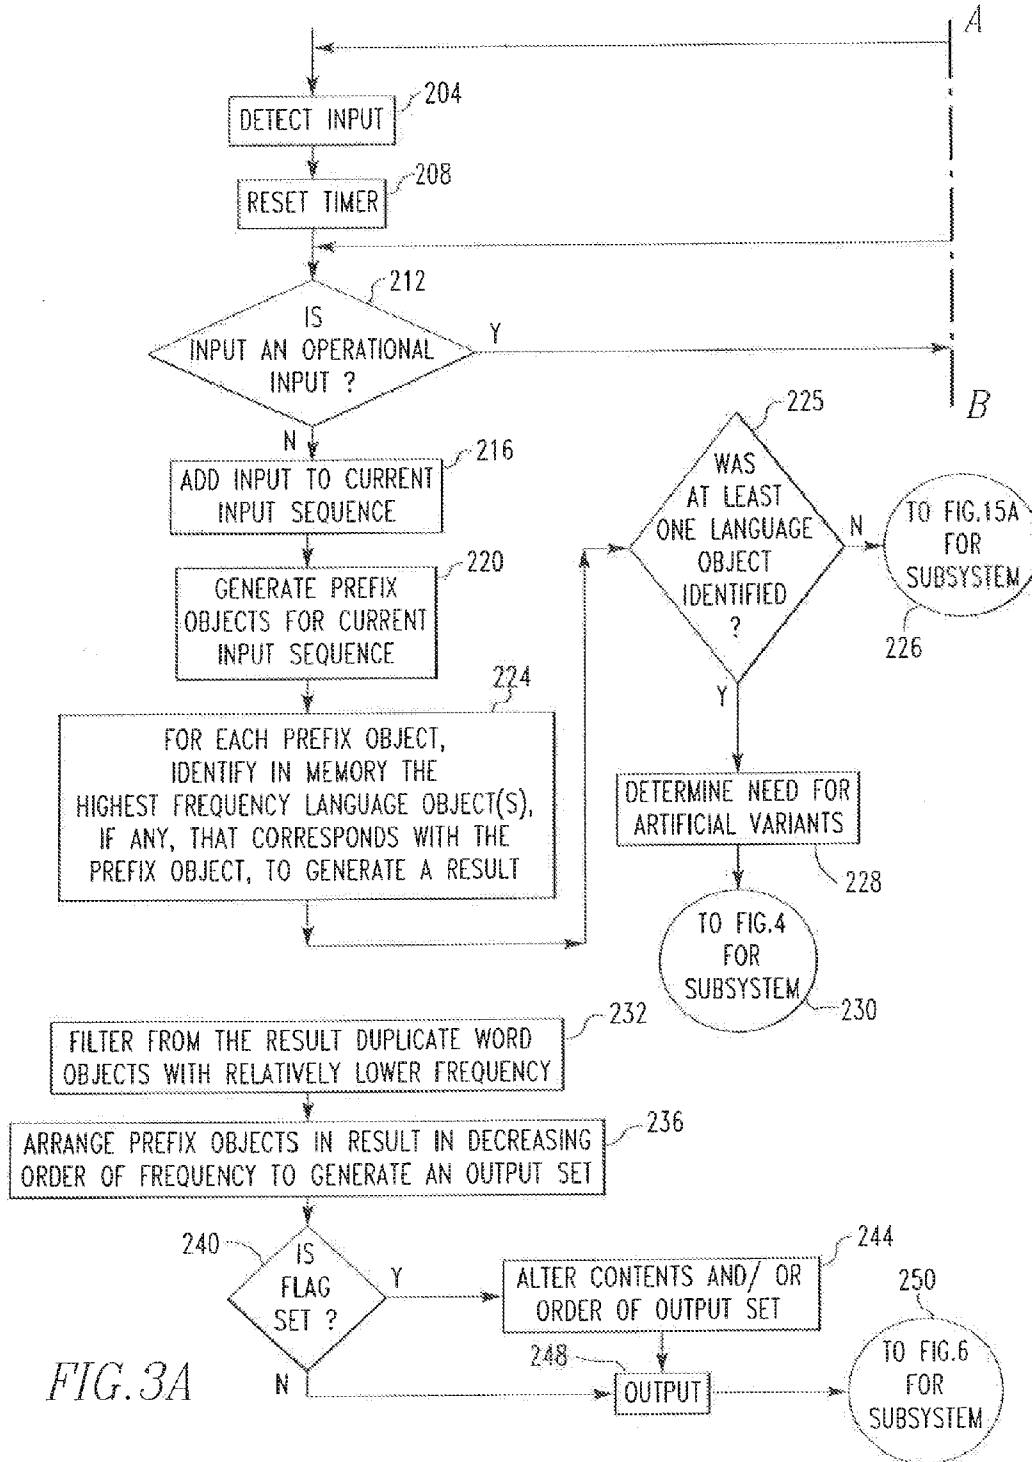 A
204
DETECT INPUT
208
RESET TIMER
212
IS
INPUT AN OPERATIONAL
INPUT ?
Y
B
N
216
ADD INPUT TO CURRENT
INPUT SEQUENCE
220
GENERATE PREFIX
OBJECTS FOR CURRENT
INPUT SEQUENCE
224
FOR EACH PREFIX OBJECT,
IDENTIFY IN MEMORY THE
HIGHEST FREQUENCY LANGUAGE OBJECT(S),
IF ANY, THAT CORRESPONDS WITH THE
PREFIX OBJECT, TO GENERATE A RESULT
225
WAS
AT LEAST
ONE LANGUAGE
OBJECT
IDENTIFIED
?
N
TO FIG.15A
FOR
SUBSYSTEM
226
Y
DETERMINE NEED FOR
ARTIFICIAL VARIANTS
228
TO FIG.4
FOR
SUBSYSTEM
230
232
FILTER FROM THE RESULT DUPLICATE WORD
OBJECTS WITH RELATIVELY LOWER FREQUENCY
236
ARRANGE PREFIX OBJECTS IN RESULT IN DECREASING
ORDER OF FREQUENCY TO GENERATE AN OUTPUT SET
240
IS
FLAG
SET ?
Y
244
ALTER CONTENTS AND/ OR
ORDER OF OUTPUT SET
N
248
OUTPUT
250
TO FIG.6
FOR
SUBSYSTEM
FIG.3A